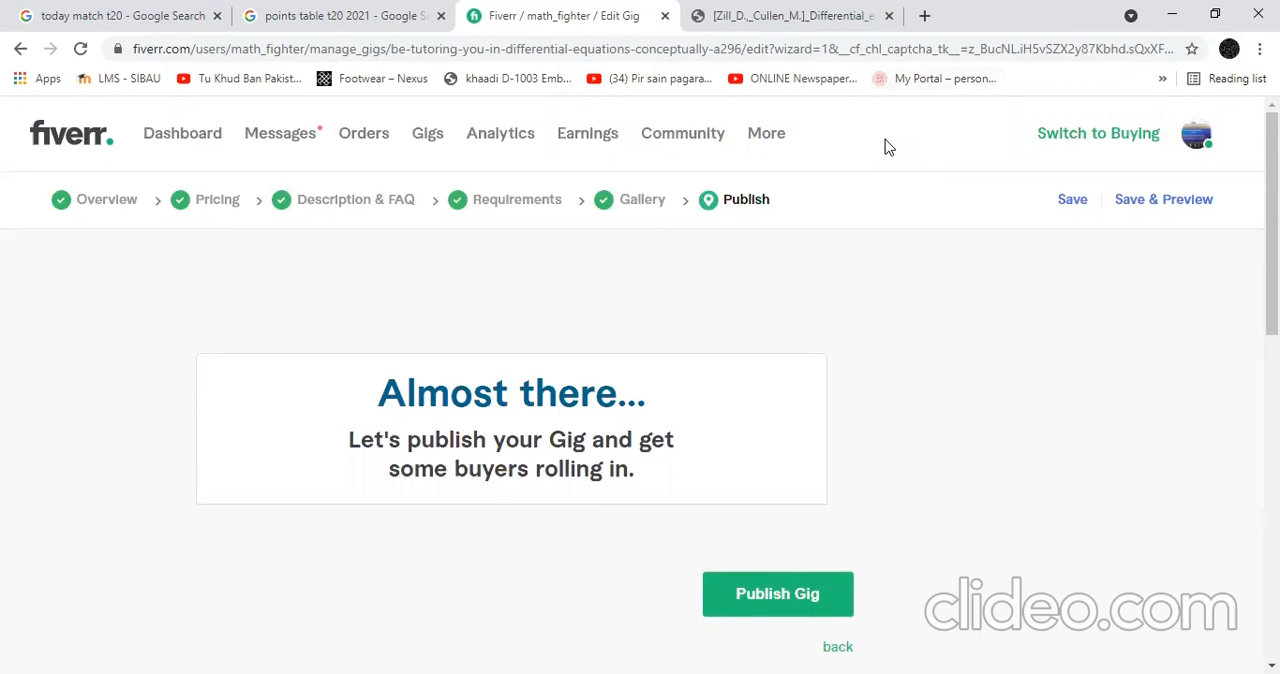 today match t20 - Google Search
points table t20 2021 - Google S
Fiverr / math_fighter / Edit Gig
[Zill_D.,_Cullen_M.]_Differential_e
fiverr.com/users/math_fighter/manage_gigs/be-tutoring-you-in-differential-equations-conceptually-a296/edit?wizard=1&__cf_chl_captcha_tk__=z_BucNL.iH5vSZX2y87Kbhd.sQxXF...
Apps
LMS - SIBAU
Tu Khud Ban Pakist...
Footwear – Nexus
khaadi D-1003 Emb...
(34) Pir sain pagara...
ONLINE Newspaper...
My Portal – person...
»
Reading list
fiverr.
Dashboard
Messages
Orders
Gigs
Analytics
Earnings
Community
More
Switch to Buying
Overview
Pricing
Description & FAQ
Requirements
Gallery
Publish
Save
Save & Preview
Almost there...
Let's publish your Gig and get
some buyers rolling in.
Publish Gig
back
clideo.com